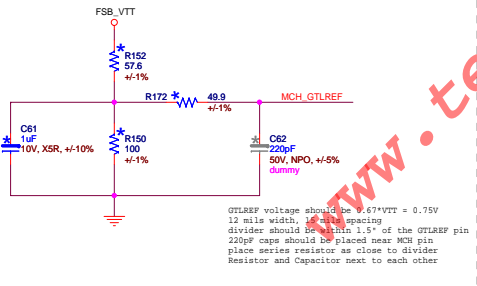 FSB_VTT
R152
57.6
+/-1%
R172
49.9
+/-1%
MCH_GTLREF
C61
1uF
10V, X5R, +/-10%
R150
100
+/-1%
C62
220pF
50V, NPO, +/-5%
dummy
GTLREF voltage should be 0.67*VTT = 0.75V
12 mils width, 15 mils spacing
divider should be within 1.5" of the GTLREF pin
220pF caps should be placed near MCH pin
place series resistor as close to divider
Resistor and Capacitor next to each other
www.te